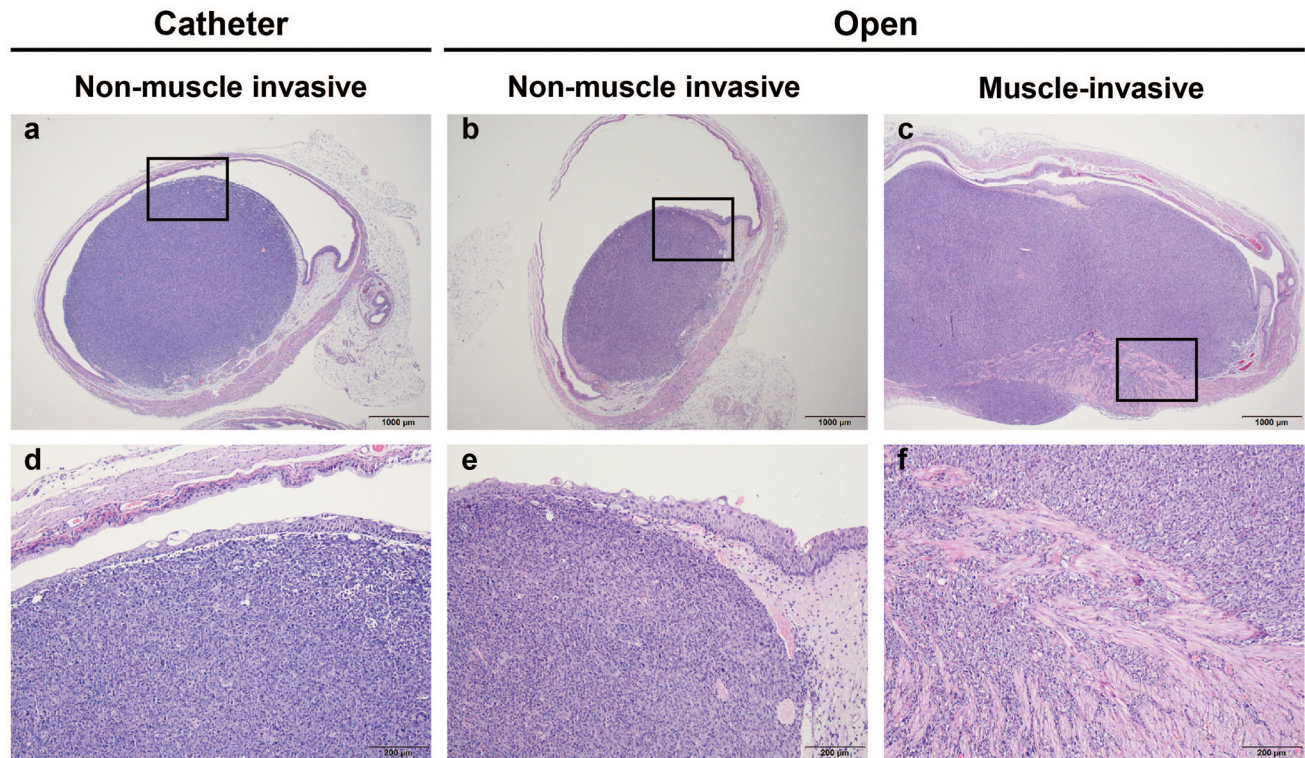 Catheter
Open
Non-muscle invasive
Non-muscle invasive
Muscle-invasive
a
b
c
1000 µm
1000 µm
1000 µm
d
e
f
200 µm
200 µm
200 µm